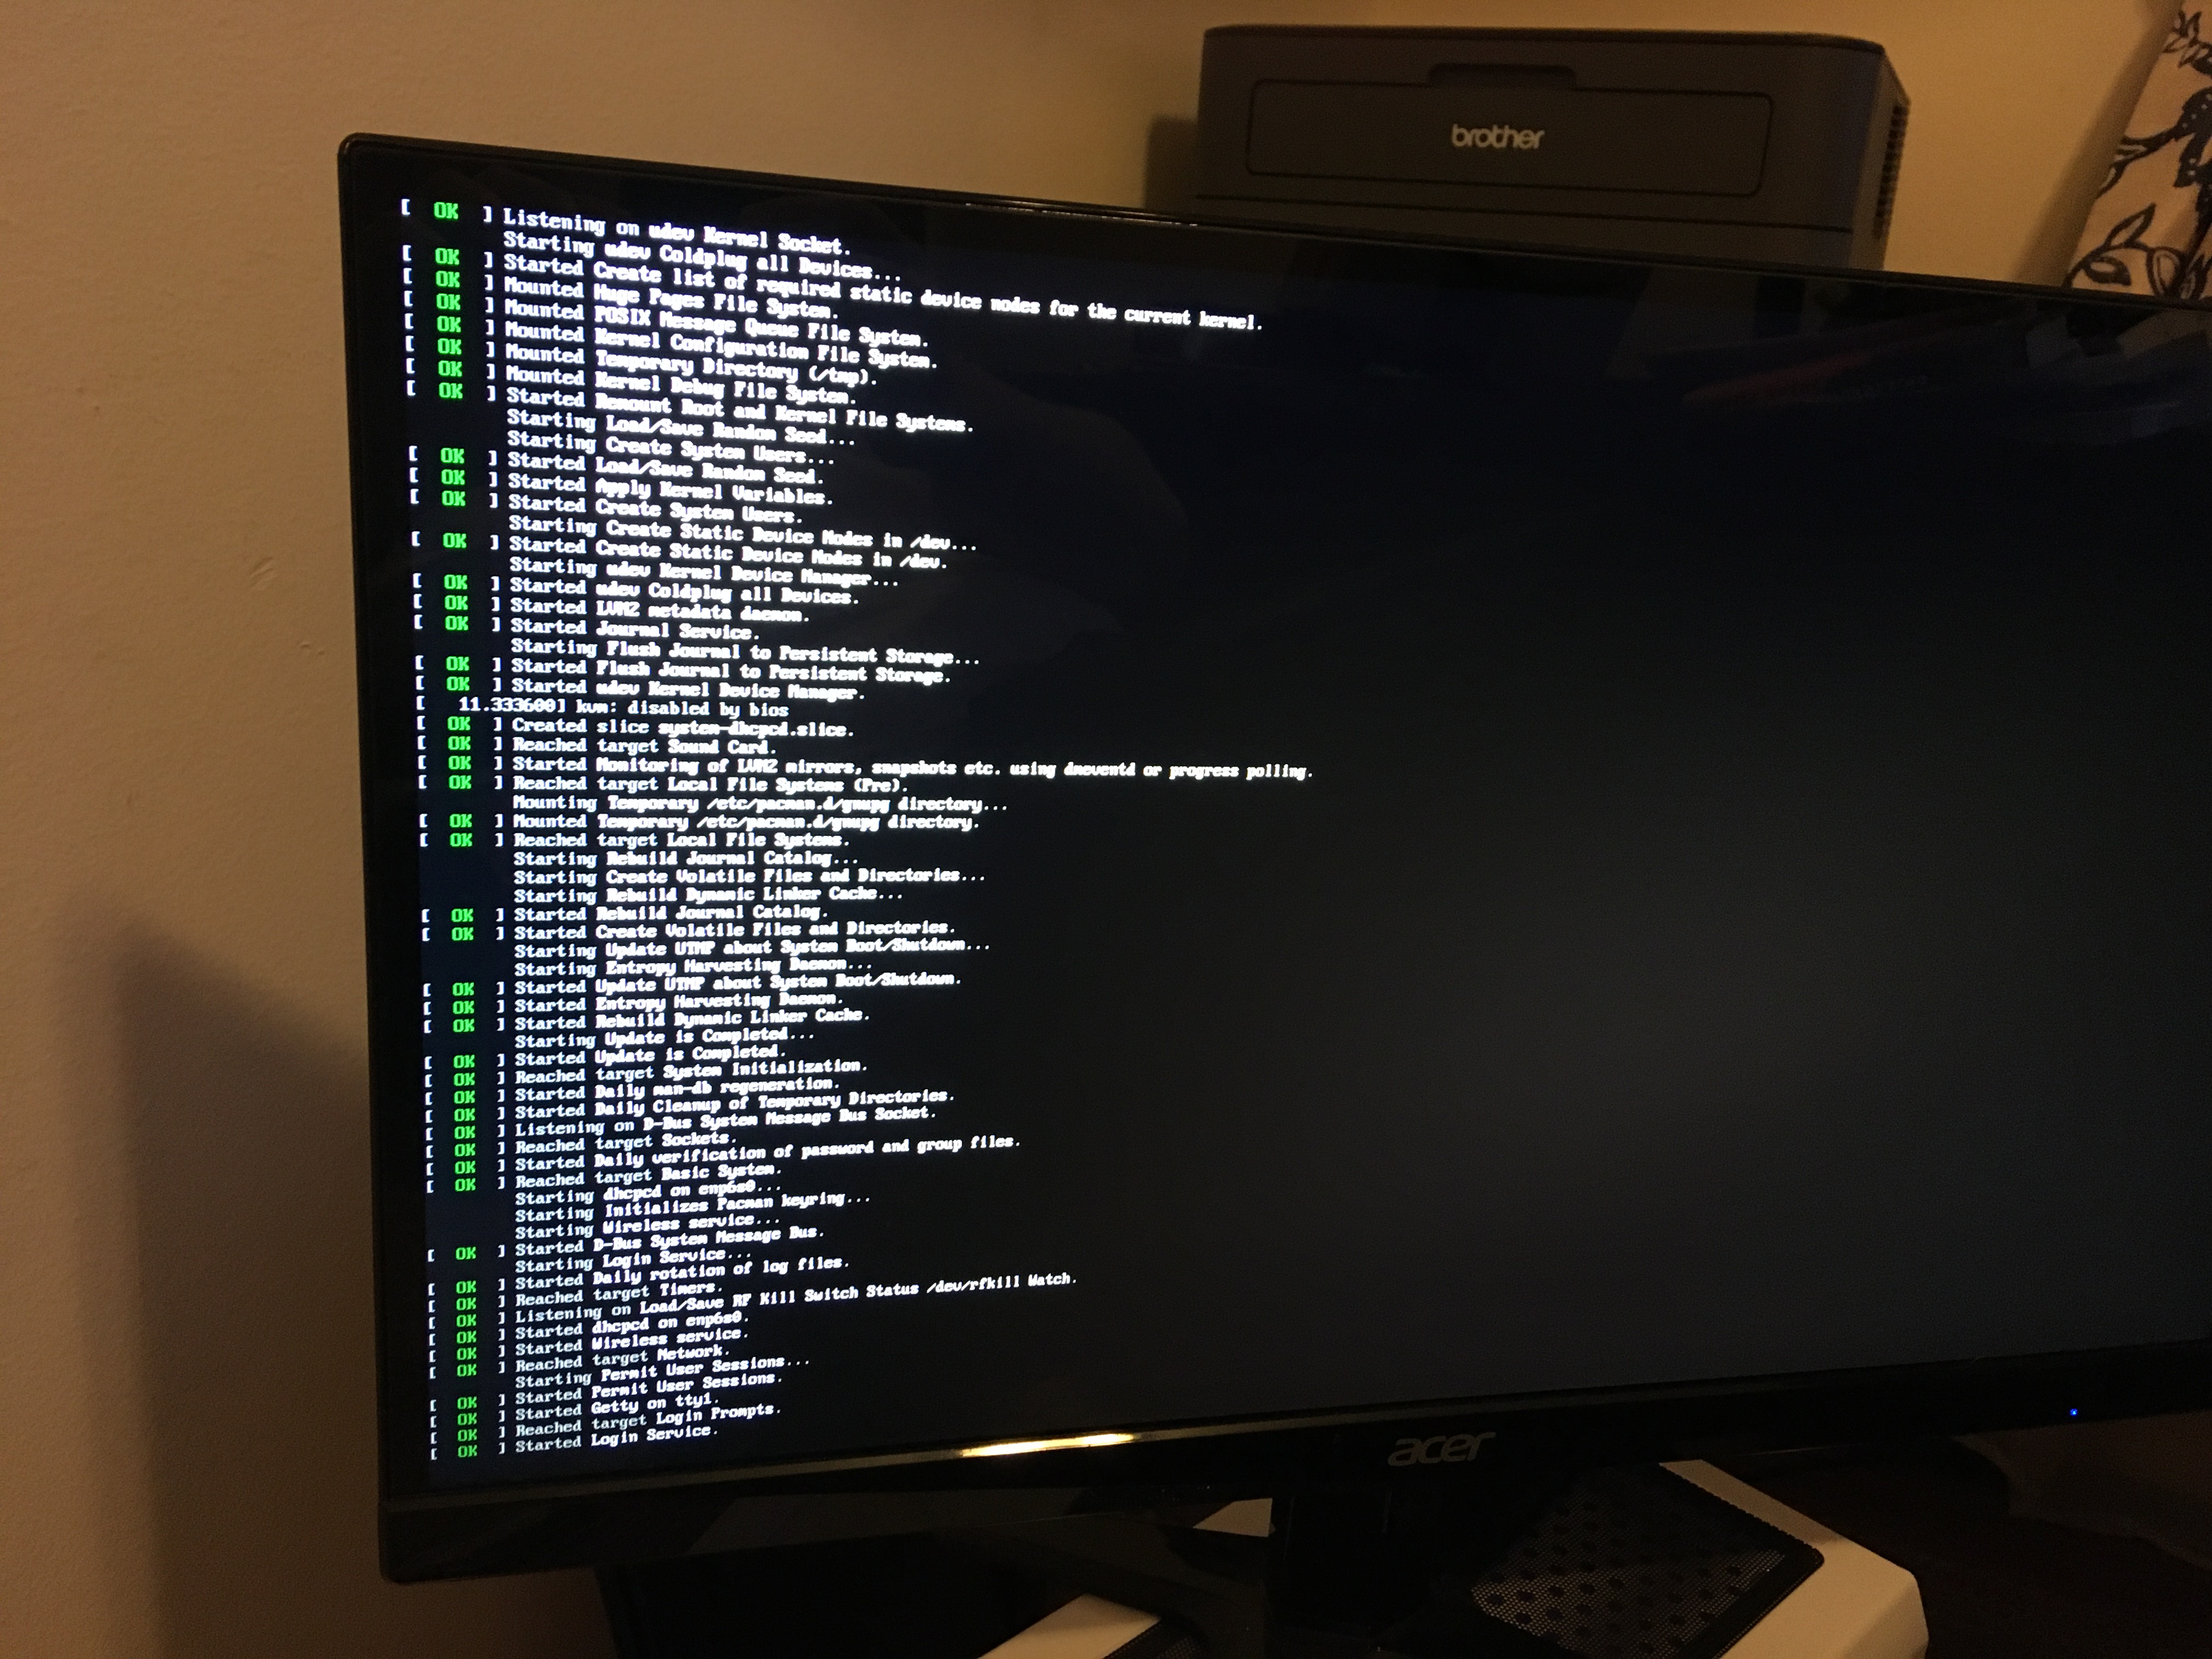 brother
[  OK  ] Listening on udev Kernel Socket.
Starting udev Coldplug all Devices...
[  OK  ] Started Create list of required static device nodes for the current kernel.
[  OK  ] Mounted Huge Pages File System.
[  OK  ] Mounted POSIX Message Queue File System.
[  OK  ] Mounted Kernel Configuration File System.
[  OK  ] Mounted Temporary Directory (/tmp).
[  OK  ] Mounted Kernel Debug File System.
[  OK  ] Started Remount Root and Kernel File Systems.
Starting Load/Save Random Seed...
Starting Create System Users...
[  OK  ] Started Load/Save Random Seed.
[  OK  ] Started Apply Kernel Variables.
[  OK  ] Started Create System Users.
Starting Create Static Device Nodes in /dev...
[  OK  ] Started Create Static Device Nodes in /dev.
Starting udev Kernel Device Manager...
[  OK  ] Started udev Coldplug all Devices.
[  OK  ] Started LVM2 metadata daemon.
[  OK  ] Started Journal Service.
Starting Flush Journal to Persistent Storage...
[  OK  ] Started Flush Journal to Persistent Storage.
[  OK  ] Started udev Kernel Device Manager.
[   11.333600] kvm: disabled by bios
[  OK  ] Created slice system-dhcpcd.slice.
[  OK  ] Reached target Sound Card.
[  OK  ] Started Monitoring of LVM2 mirrors, snapshots etc. using dmeventd or progress polling.
[  OK  ] Reached target Local File Systems (Pre).
Mounting Temporary /etc/pacman.d/gnupg directory...
[  OK  ] Mounted Temporary /etc/pacman.d/gnupg directory.
[  OK  ] Reached target Local File Systems.
Starting Rebuild Journal Catalog...
Starting Create Volatile Files and Directories...
Starting Rebuild Dynamic Linker Cache...
[  OK  ] Started Rebuild Journal Catalog.
[  OK  ] Started Create Volatile Files and Directories.
Starting Update UTMP about System Boot/Shutdown...
Starting Entropy Harvesting Daemon...
[  OK  ] Started Update UTMP about System Boot/Shutdown.
[  OK  ] Started Entropy Harvesting Daemon.
[  OK  ] Started Rebuild Dynamic Linker Cache.
Starting Update is Completed...
[  OK  ] Started Update is Completed.
[  OK  ] Reached target System Initialization.
[  OK  ] Started Daily man-db regeneration.
[  OK  ] Started Daily Cleanup of Temporary Directories.
[  OK  ] Listening on D-Bus System Message Bus Socket.
[  OK  ] Reached target Sockets.
[  OK  ] Started Daily verification of password and group files.
[  OK  ] Reached target Basic System.
Starting dhcpcd on enp6s0...
Starting Initializes Pacman keyring...
Starting Wireless service...
[  OK  ] Started D-Bus System Message Bus.
Starting Login Service...
[  OK  ] Started Daily rotation of log files.
[  OK  ] Reached target Timers.
[  OK  ] Listening on Load/Save RF Kill Switch Status /dev/rfkill Watch.
[  OK  ] Started dhcpcd on enp6s0.
[  OK  ] Started Wireless service.
[  OK  ] Reached target Network.
Starting Permit User Sessions...
[  OK  ] Started Permit User Sessions.
[  OK  ] Started Getty on tty1.
[  OK  ] Reached target Login Prompts.
[  OK  ] Started Login Service.
acer